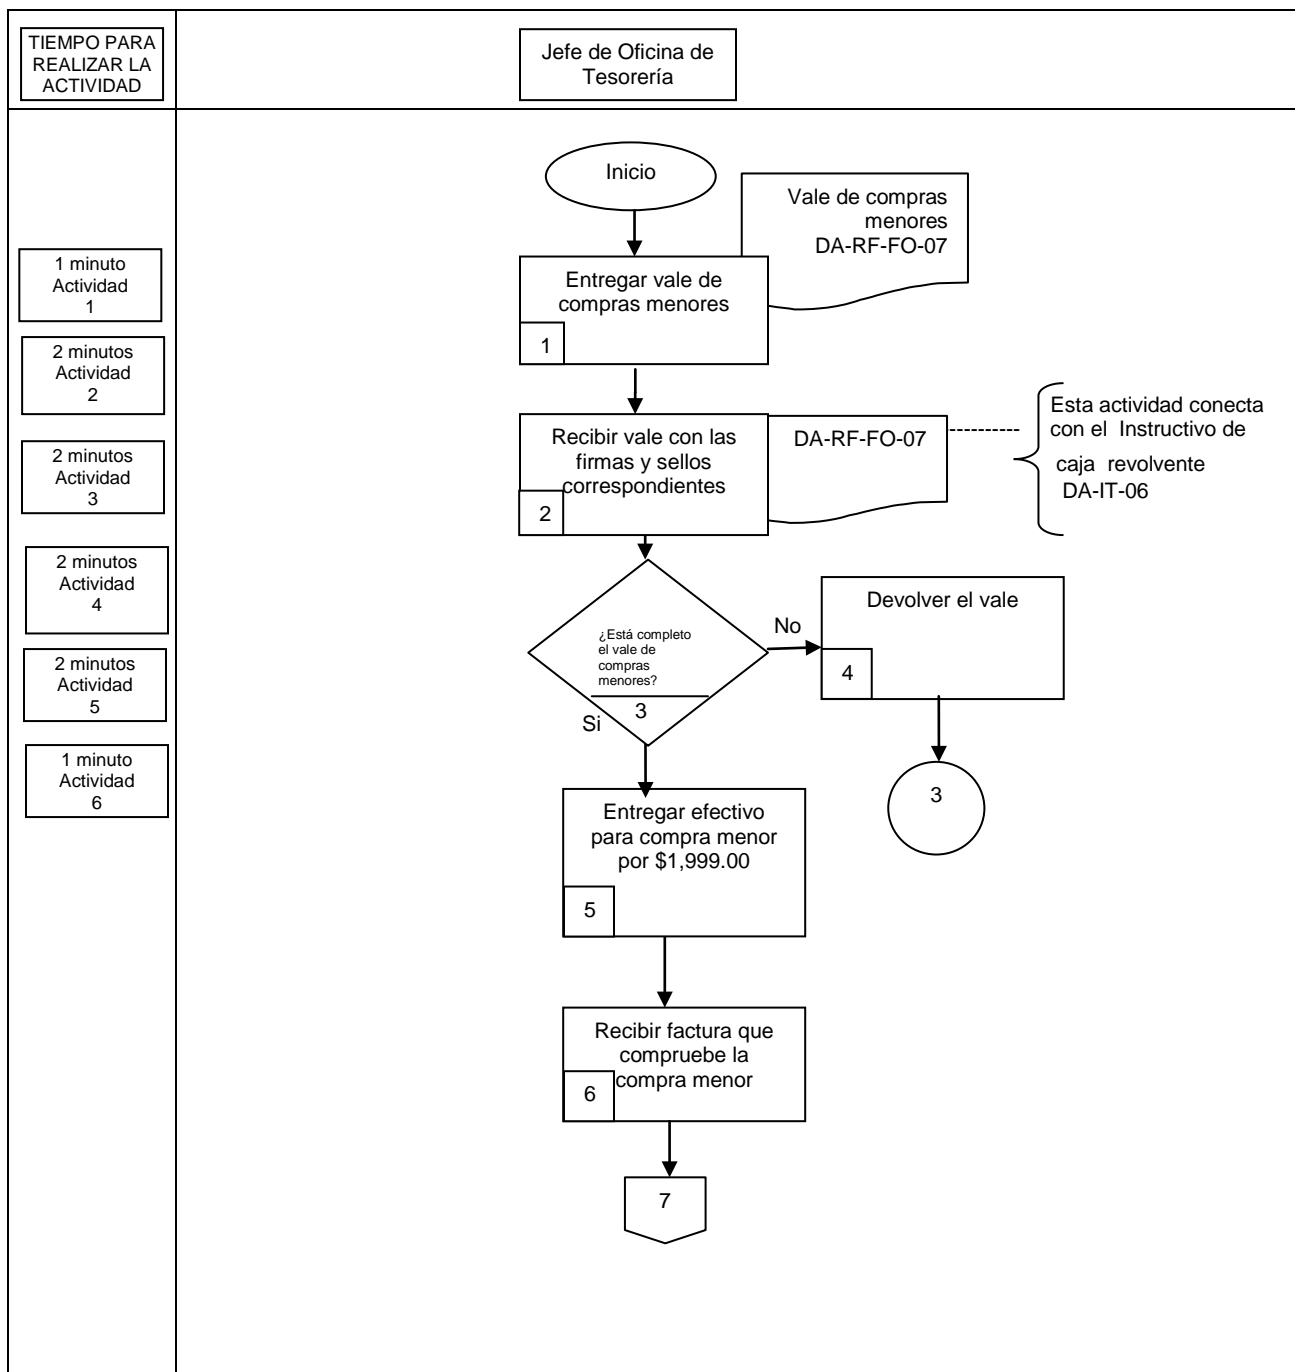 TIEMPO PARA
REALIZAR LA
ACTIVIDAD
Jefe de Oficina de
Tesorería
Inicio
Vale de compras
menores
DA-RF-FO-07
1 minuto
Actividad
1
Entregar vale de
compras menores
1
2 minutos
Actividad
2
Recibir vale con las
firmas y sellos
correspondientes
2
DA-RF-FO-07
Esta actividad conecta
con el Instructivo de
caja revolvente
DA-IT-06
2 minutos
Actividad
3
2 minutos
Actividad
4
¿Está completo
el vale de
compras
menores?
3
No
Si
Devolver el vale
4
3
2 minutos
Actividad
5
1 minuto
Actividad
6
Entregar efectivo
para compra menor
por $1,999.00
5
Recibir factura que
compruebe la
compra menor
6
7